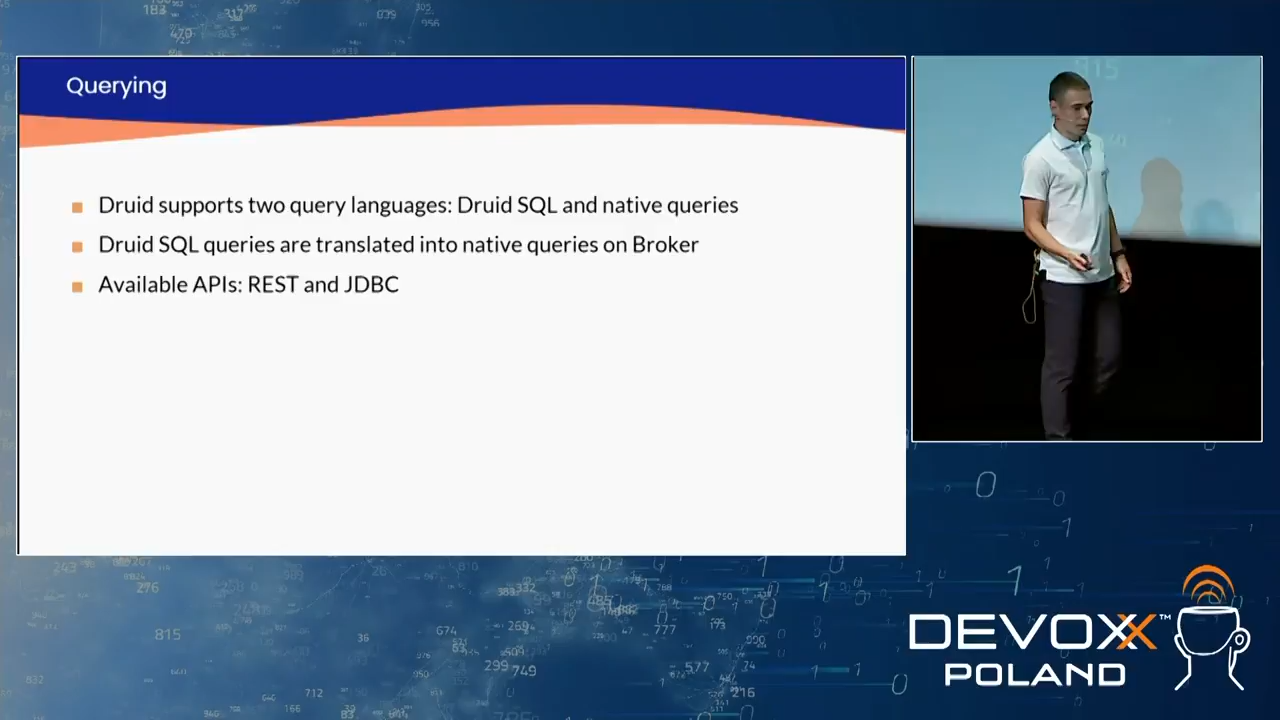 Querying
Druid supports two query languages: Druid SQL and native queries
Druid SQL queries are translated into native queries on Broker
Available APIs: REST and JDBC
DEVOXX™
POLAND